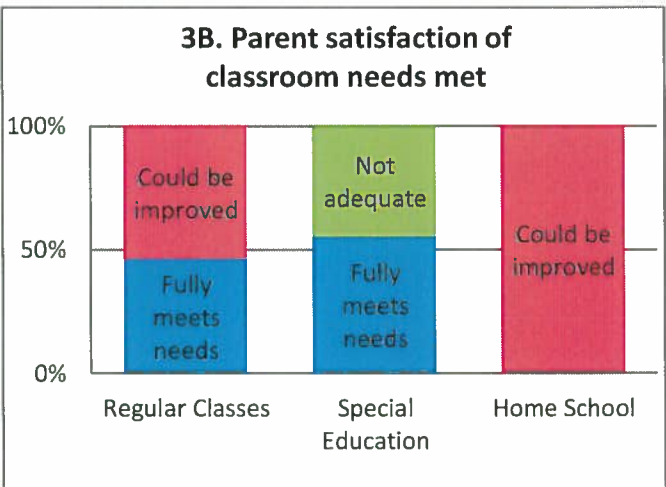 3B. Parent satisfaction of
classroom needs met
100%
50%
0%
Could be
improved
Fully
meets
needs
Not
adequate
Fully
meets
needs
Could be
improved
Regular Classes
Special
Education
Home School